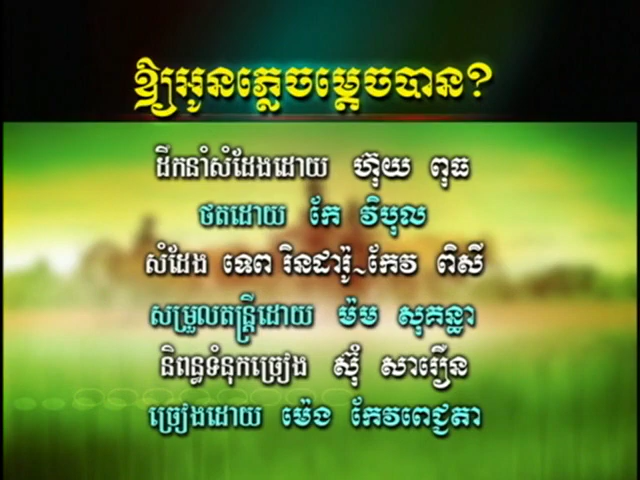 ឱ្យអូនភ្លេចម្ដេចបាន?
ដឹកនាំសំដែងដោយ ហ៊ុយ ពុធ
ថតដោយ កែ វិបុល
សំដែង ទេព រិនដារ៉ូ~កែវ ពិសី
សម្រួលតន្ត្រីដោយ ម៉ម សុគន្ធា
និពន្ធទំនុកច្រៀង ស៊ុំ សារឿន
ច្រៀងដោយ ម៉េង កែវពេជ្ជតា